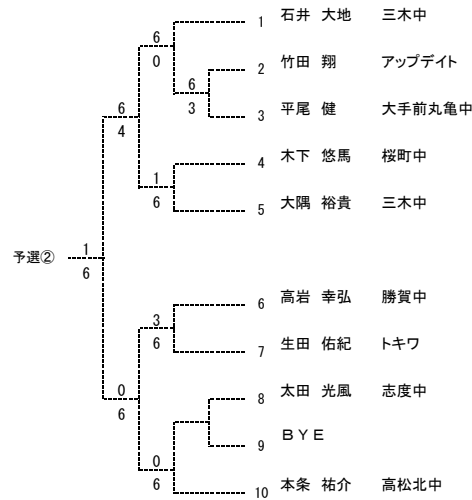 1 石井 大地 三木中
6
0
2 竹田 翔 アップデイト
6
3
3 平尾 健 大手前丸亀中
6
4
4 木下 悠馬 桜町中
1
6
5 大隅 裕貴 三木中
予選②
1
6
6 高岩 幸弘 勝賀中
3
6
7 生田 佑紀 トキワ
0
6
8 太田 光風 志度中
9 ＢＹＥ
0
6
10 本条 祐介 高松北中